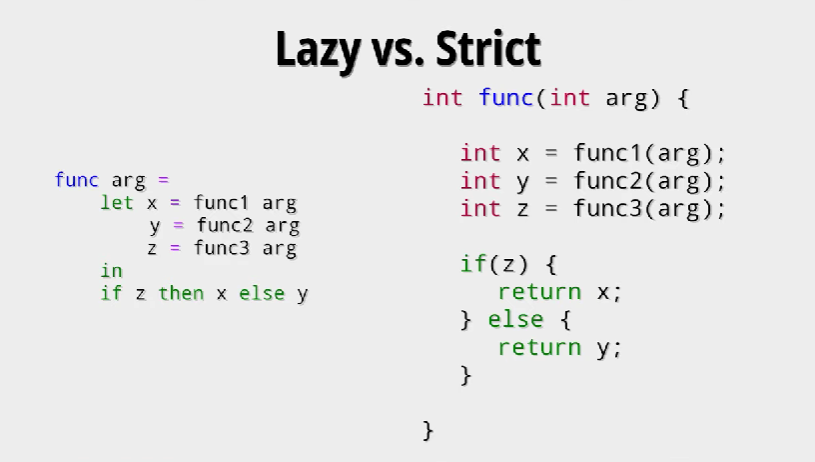 Lazy vs. Strict
func arg =
let x = func1 arg
y = func2 arg
z = func3 arg
in
if z then x else y
int func(int arg) {
int x = func1(arg);
int y = func2(arg);
int z = func3(arg);
if(z) {
return x;
} else {
return y;
}
}